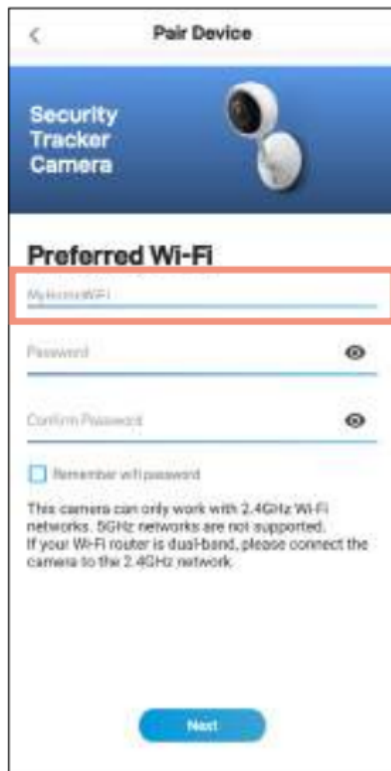 Pair Device
Security
Tracker
Camera
Preferred Wi-Fi
MyHomeWiFi
Password
Confirm Password
Remember wifi password
This camera can only work with 2.4GHz Wi-Fi
networks. 5GHz networks are not supported.
If your Wi-Fi router is dual-band, please connect the
camera to the 2.4GHz network.
Next